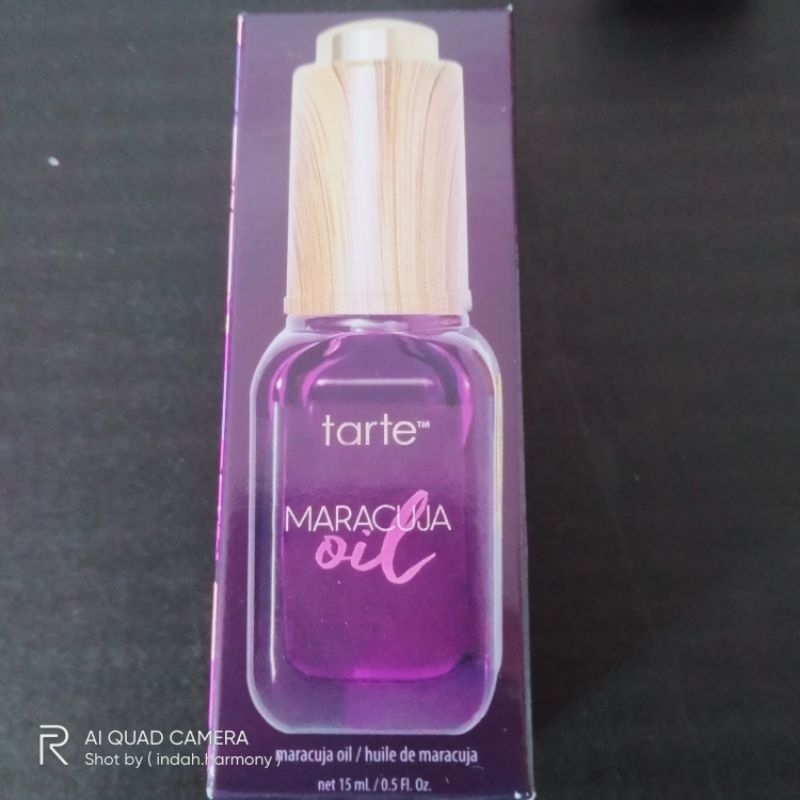 tarte™
MARACUJA
oil
maracuja oil / huile de maracuja
net 15 mL / 0.5 Fl. Oz.
R
AI QUAD CAMERA
Shot by ( indah.harmony )